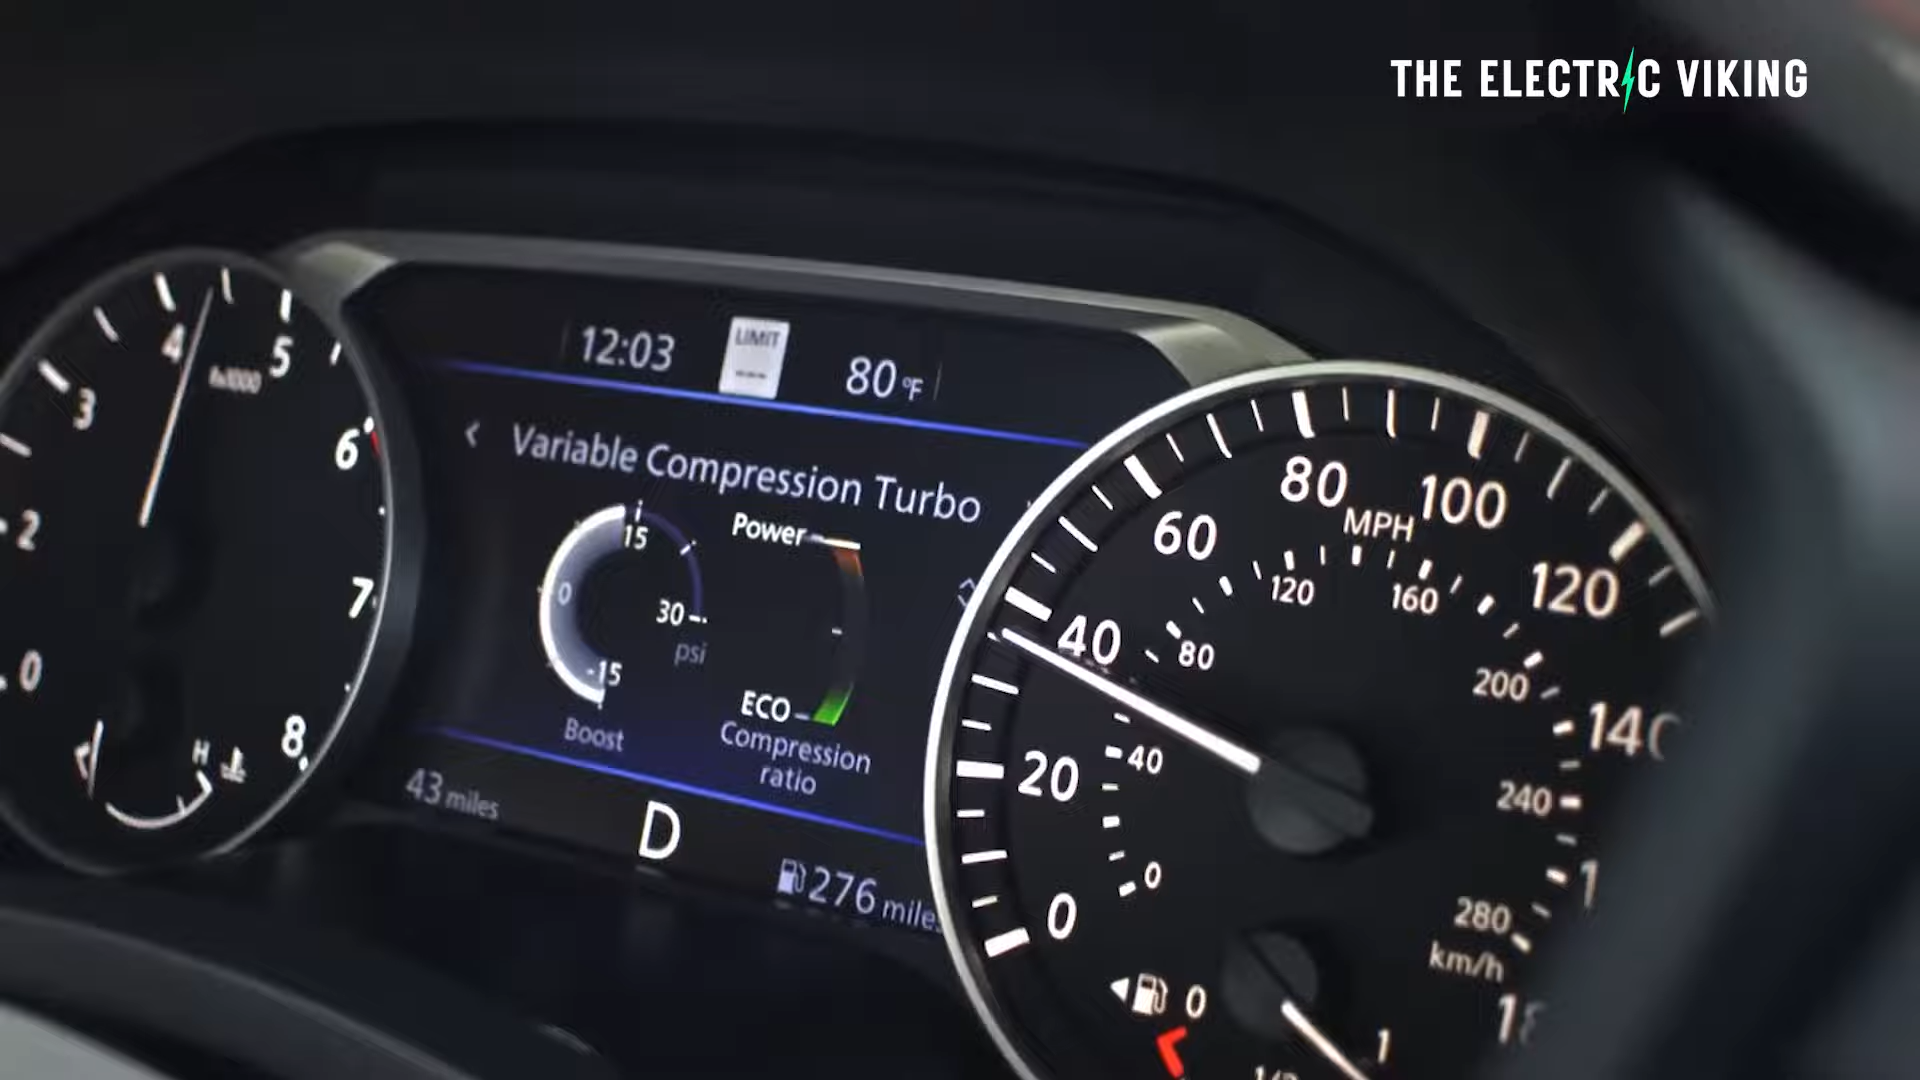 THE ELECTRIC VIKING
12:03
LIMIT
---
80 °F
< Variable Compression Turbo
15
0
30
-15
psi
Boost
Power
ECO
Compression
ratio
43 miles
D
276 miles
0
2
3
4
5
6
7
8
H
0
20
40
60
80
100
120
140
MPH
0
40
80
120
160
200
240
280
km/h
0
1